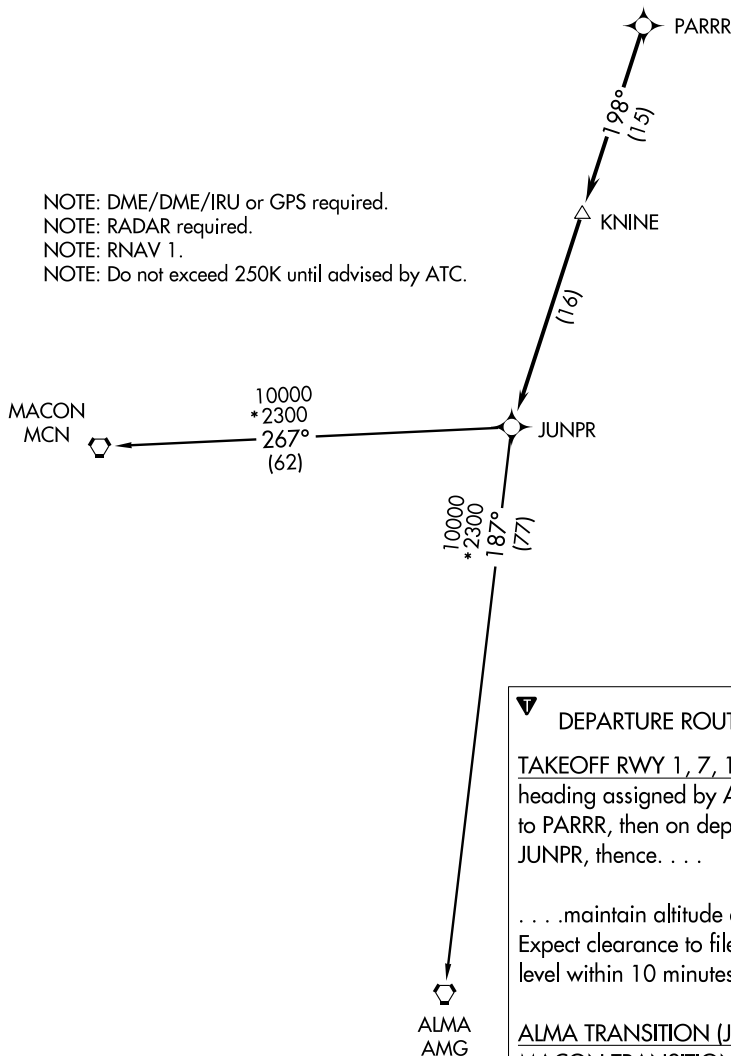 PARRR
198°
(15)
NOTE: DME/DME/IRU or GPS required.
NOTE: RADAR required.
NOTE: RNAV 1.
NOTE: Do not exceed 250K until advised by ATC.
KNINE
(16)
MACON
MCN
10000
*2300
267°
(62)
JUNPR
10000
*2300
187°
(77)
T
DEPARTURE ROUT
TAKEOFF RWY 1, 7, 1
heading assigned by A
to PARRR, then on dep
JUNPR, thence. . . .
. . . .maintain altitude
Expect clearance to file
level within 10 minutes
ALMA
AMG
ALMA TRANSITION (J